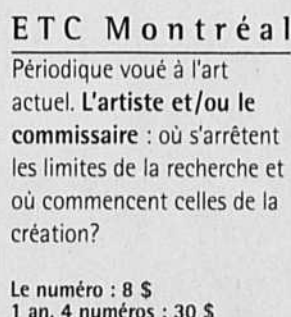 ETC Montréal
Périodique voué à l'art
actuel. L'artiste et/ou le
commissaire : où s'arrêtent
les limites de la recherche et
où commencent celles de la
création?
Le numéro : 8 $
1 an, 4 numéros : 30 $